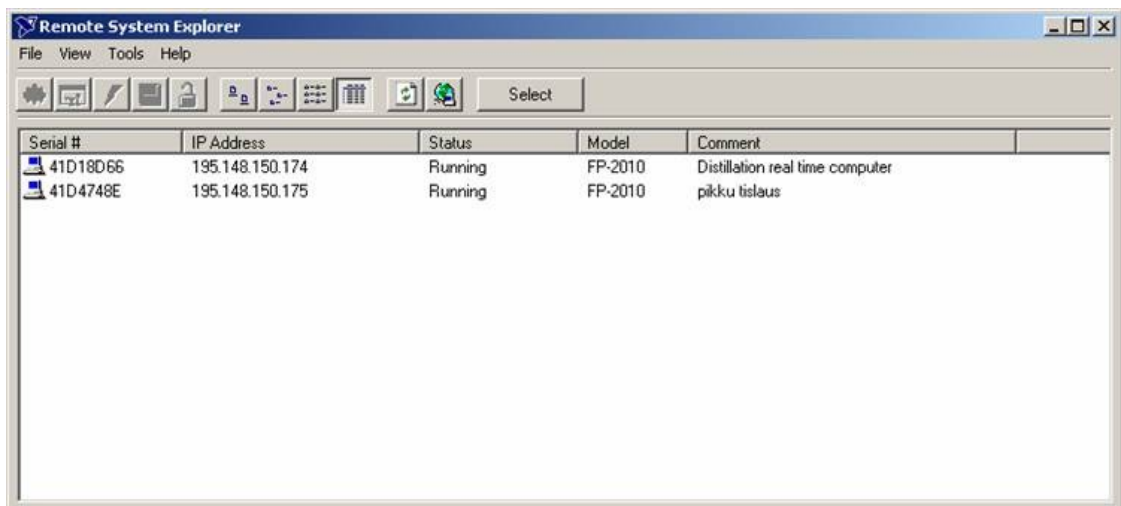 Remote System Explorer
File View Tools Help
Select
Serial # IP Address Status Model Comment
41D18D66 195.148.150.174 Running FP-2010 Distillation real time computer
41D4748E 195.148.150.175 Running FP-2010 pikku tislaus